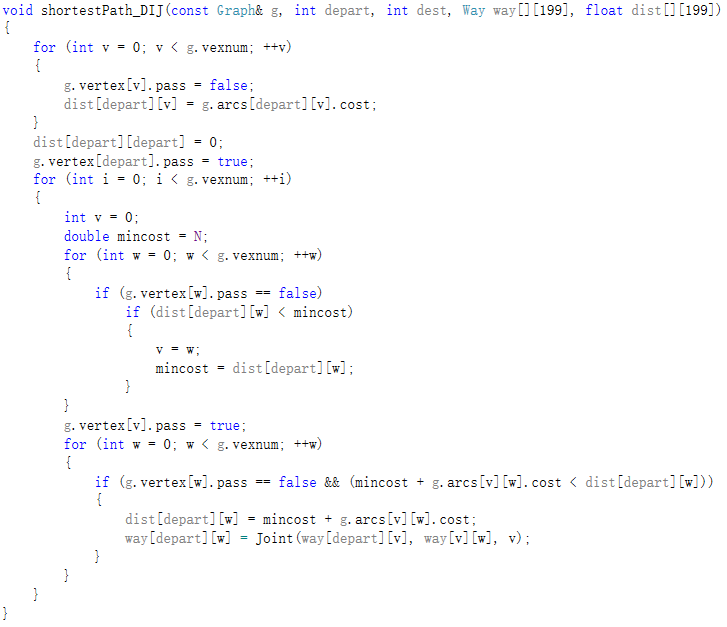 void shortestPath_DIJ(const Graph& g, int depart, int dest, Way way[][199], float dist[][199])
{
    for (int v = 0; v < g.vexnum; ++v)
    {
        g.vertex[v].pass = false;
        dist[depart][v] = g.arcs[depart][v].cost;
    }
    dist[depart][depart] = 0;
    g.vertex[depart].pass = true;
    for (int i = 0; i < g.vexnum; ++i)
    {
        int v = 0;
        double mincost = N;
        for (int w = 0; w < g.vexnum; ++w)
        {
            if (g.vertex[w].pass == false)
                if (dist[depart][w] < mincost)
                {
                    v = w;
                    mincost = dist[depart][w];
                }
        }
        g.vertex[v].pass = true;
        for (int w = 0; w < g.vexnum; ++w)
        {
            if (g.vertex[w].pass == false && (mincost + g.arcs[v][w].cost < dist[depart][w]))
            {
                dist[depart][w] = mincost + g.arcs[v][w].cost;
                way[depart][w] = Joint(way[depart][v], way[v][w], v);
            }
        }
    }
}